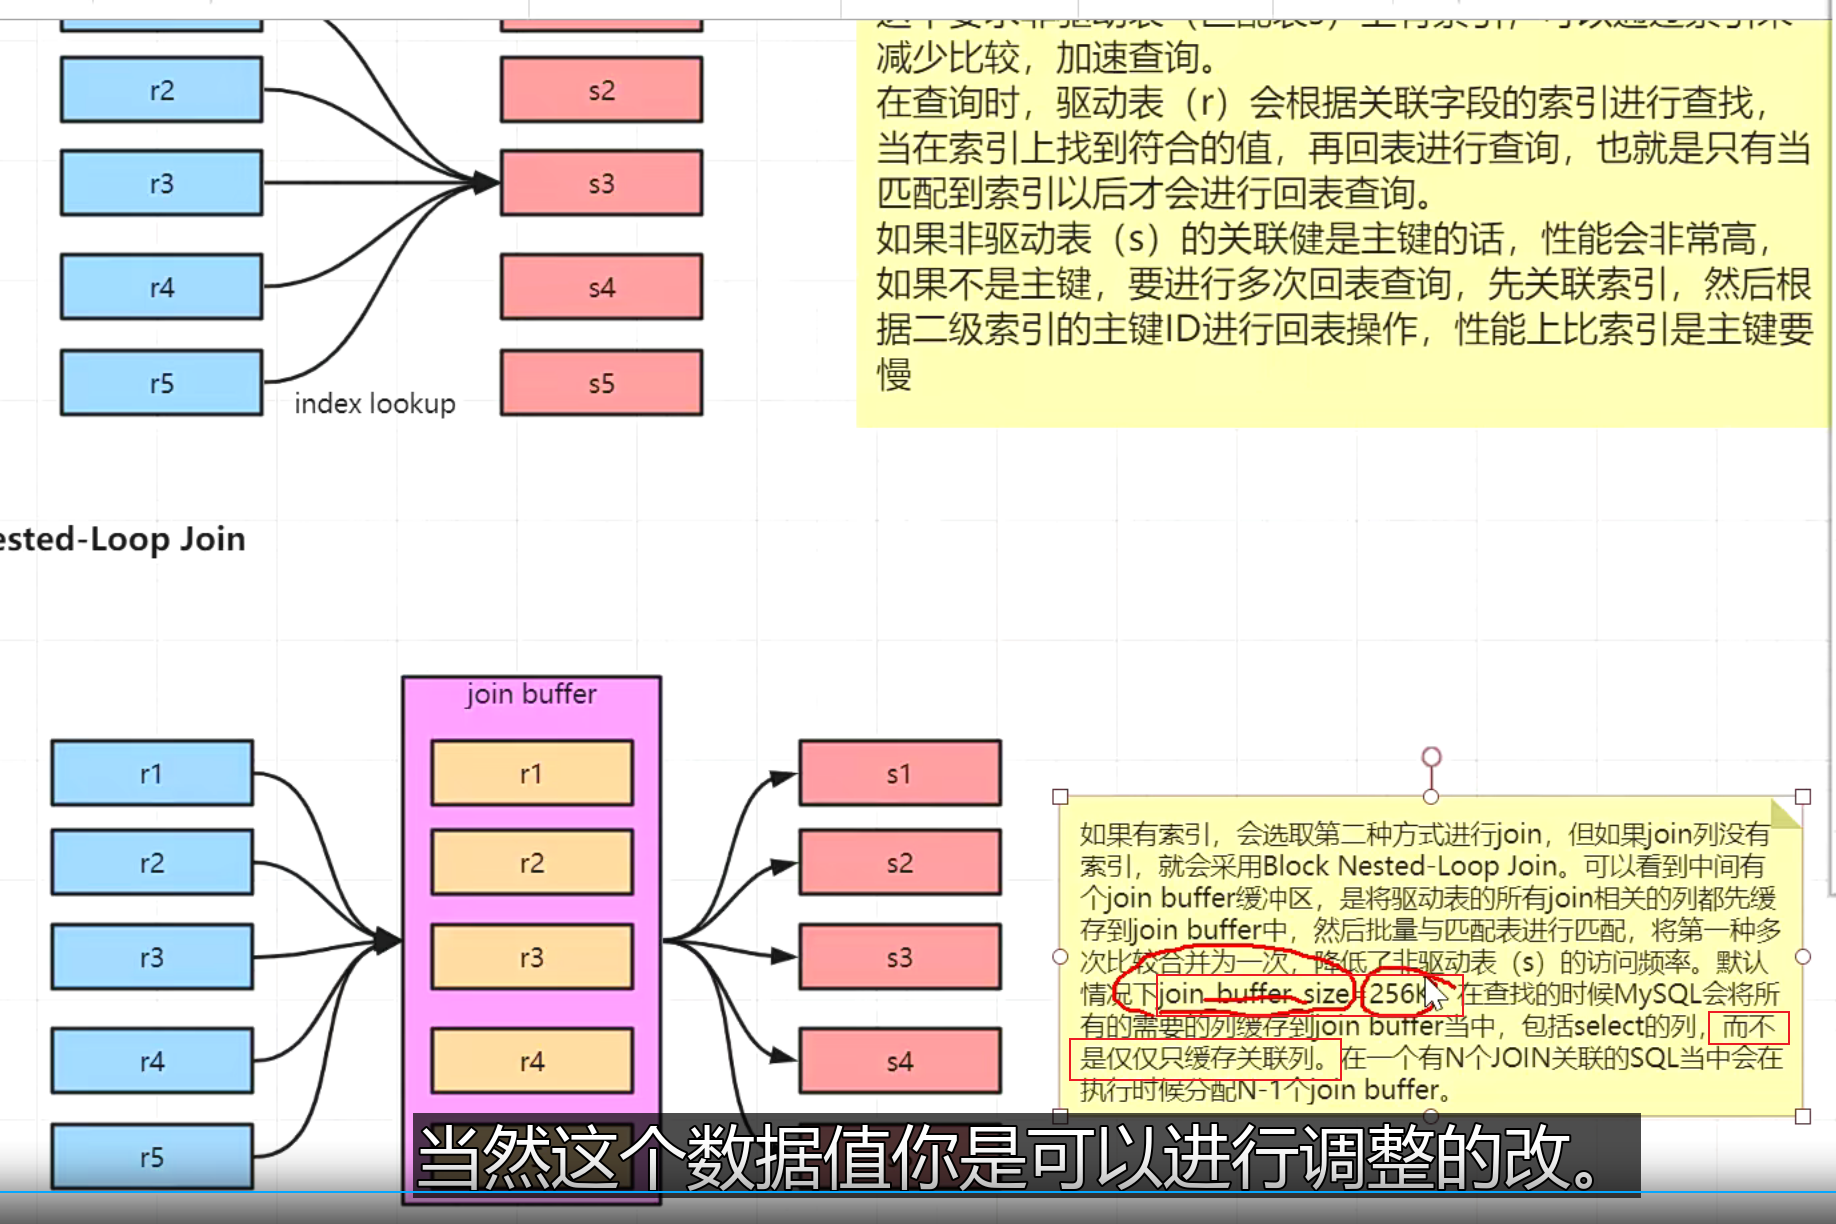 减少比较，加速查询。
在查询时，驱动表（r）会根据关联字段的索引进行查找，
当在索引上找到符合的值，再回表进行查询，也就是只有当
匹配到索引以后才会进行回表查询。
如果非驱动表（s）的关联健是主键的话，性能会非常高，
如果不是主键，要进行多次回表查询，先关联索引，然后根
据二级索引的主键ID进行回表操作，性能上比索引是主键要
慢
r2
s2
r3
s3
r4
s4
r5
s5
index lookup
ested-Loop Join
join buffer
r1
r1
s1
r2
r2
s2
r3
r3
s3
r4
r4
s4
r5
如果有索引，会选取第二种方式进行join，但如果join列没有
索引，就会采用Block Nested-Loop Join。可以看到中间有
个join buffer缓冲区，是将驱动表的所有join相关的列都先缓
存到join buffer中，然后批量与匹配表进行匹配，将第一种多
次比较合并为一次，降低了非驱动表（s）的访问频率。默认
情况下join_buffer_size=256K，在查找的时候MySQL会将所
有的需要的列缓存到join buffer当中，包括select的列，而不
是仅仅只缓存关联列。在一个有N个JOIN关联的SQL当中会在
执行时候分配N-1个join buffer。
当然这个数据值你是可以进行调整的改。